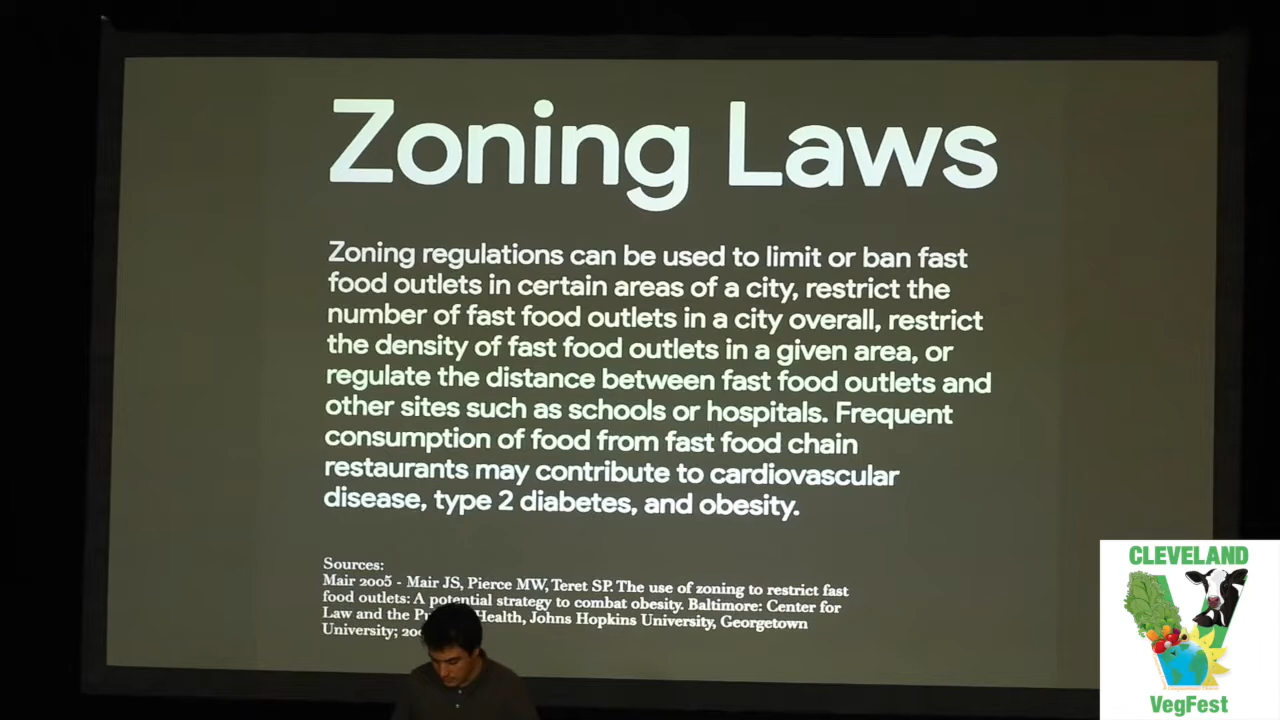 Zoning Laws
Zoning regulations can be used to limit or ban fast
food outlets in certain areas of a city, restrict the
number of fast food outlets in a city overall, restrict
the density of fast food outlets in a given area, or
regulate the distance between fast food outlets and
other sites such as schools or hospitals. Frequent
consumption of food from fast food chain
restaurants may contribute to cardiovascular
disease, type 2 diabetes, and obesity.
Sources:
Mair 2005 - Mair JS, Pierce MW, Teret SP. The use of zoning to restrict fast
food outlets: A potential strategy to combat obesity. Baltimore: Center for
Law and the Health, Johns Hopkins University, Georgetown
University;
CLEVELAND
VegFest